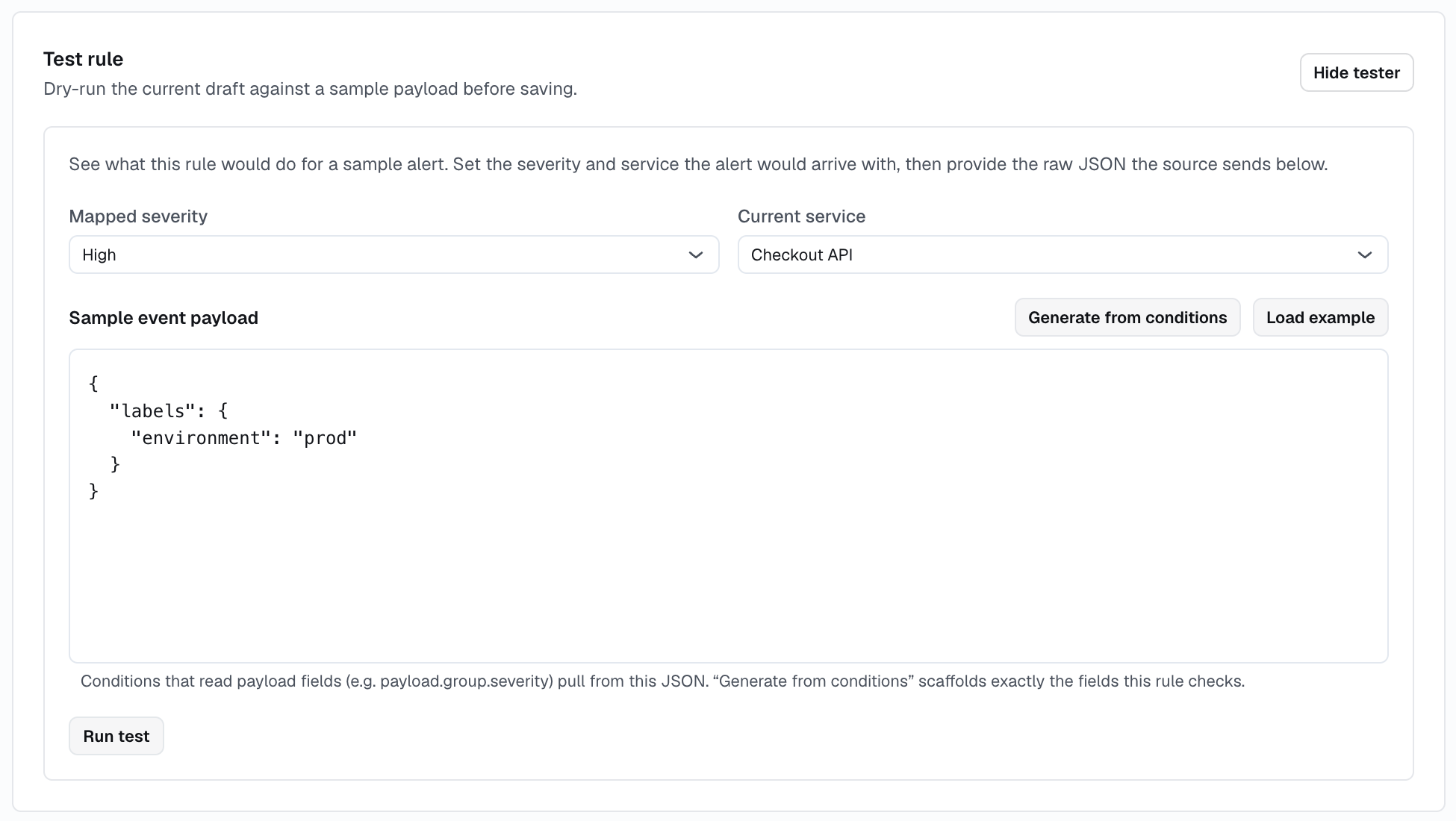 Test rule
Dry-run the current draft against a sample payload before saving.
Hide tester
See what this rule would do for a sample alert. Set the severity and service the alert would arrive with, then provide the raw JSON the source sends below.
Mapped severity
Current service
High
Checkout API
Sample event payload
Generate from conditions
Load example
{
  "labels": {
    "environment": "prod"
  }
}
Conditions that read payload fields (e.g. payload.group.severity) pull from this JSON. “Generate from conditions” scaffolds exactly the fields this rule checks.
Run test